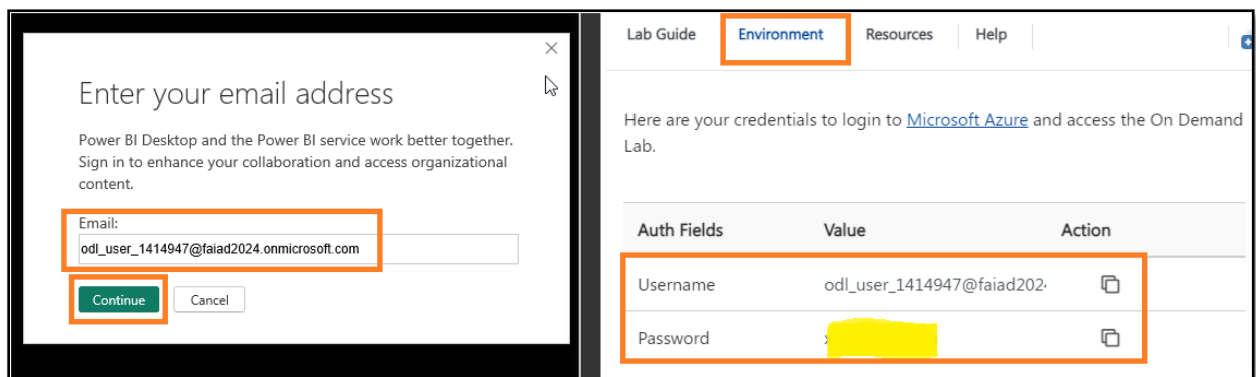 Enter your email address
Power BI Desktop and the Power BI service work better together.
Sign in to enhance your collaboration and access organizational
content.
Email:
odl_user_1414947@faiad2024.onmicrosoft.com
Continue Cancel
Lab Guide Environment Resources Help
Here are your credentials to login to Microsoft Azure and access the On Demand
Lab.
Auth Fields Value Action
Username odl_user_1414947@faiad202
Password